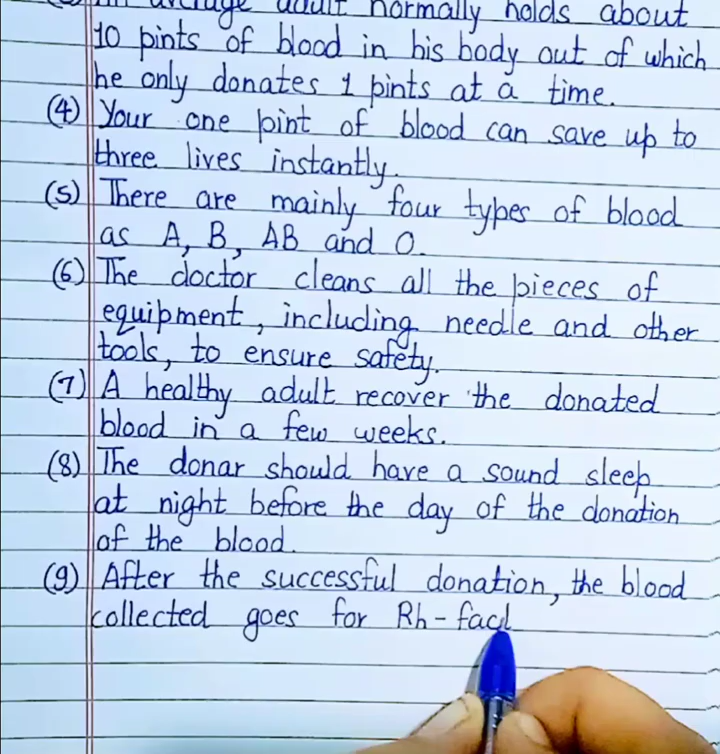 average adult normally holds about
10 pints of blood in his body out of which
he only donates 1 pints at a time.
(4) Your one pint of blood can save up to
three lives instantly.
(5) There are mainly four types of blood
as A, B, AB and O.
(6) The doctor cleans all the pieces of
equipment, including needle and other
tools, to ensure safety.
(7) A healthy adult recover the donated
blood in a few weeks.
(8) The donar should have a sound sleep
at night before the day of the donation
of the blood.
(9) After the successful donation, the blood
collected goes for Rh-fact